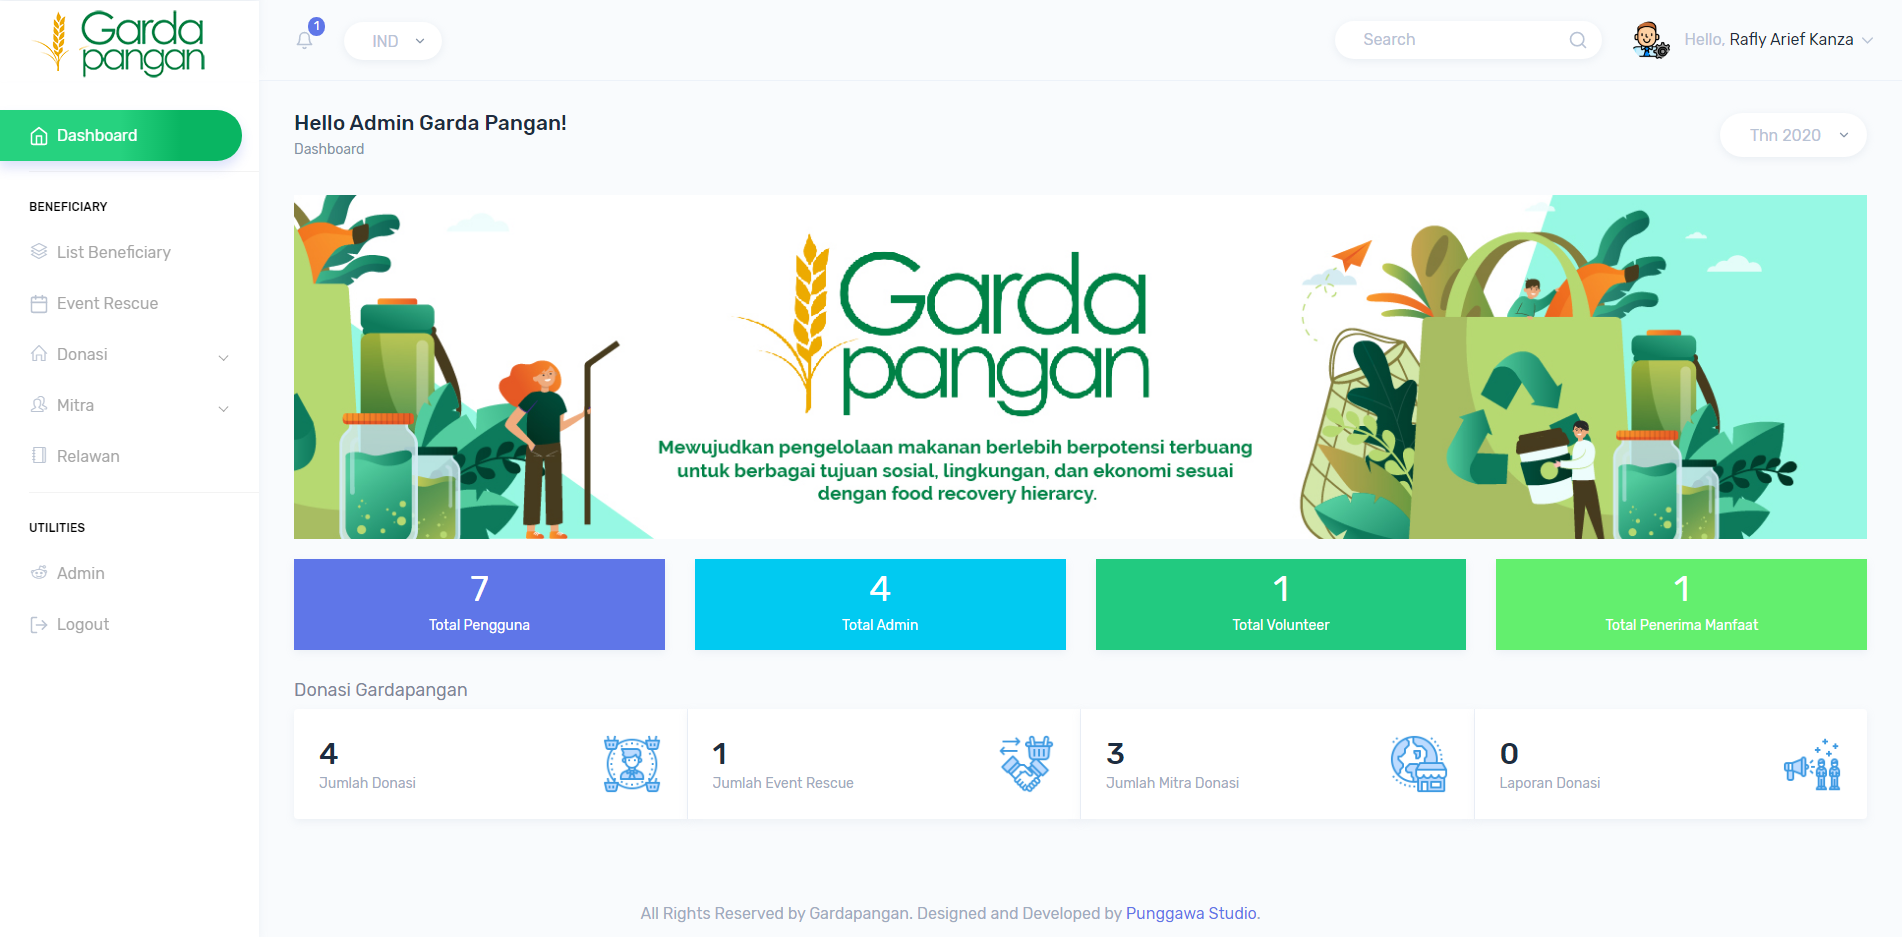 Garda
pangan
1
IND
Search
Hello, Rafly Arief Kanza
Dashboard
BENEFICIARY
List Beneficiary
Event Rescue
Donasi
Mitra
Relawan
UTILITIES
Admin
Logout
Hello Admin Garda Pangan!
Dashboard
Thn 2020
Garda
pangan
Mewujudkan pengelolaan makanan berlebih berpotensi terbuang
untuk berbagai tujuan sosial, lingkungan, dan ekonomi sesuai
dengan food recovery hierarcy.
7
Total Pengguna
4
Total Admin
1
Total Volunteer
1
Total Penerima Manfaat
Donasi Gardapangan
4
Jumlah Donasi
1
Jumlah Event Rescue
3
Jumlah Mitra Donasi
0
Laporan Donasi
All Rights Reserved by Gardapangan. Designed and Developed by Punggawa Studio.